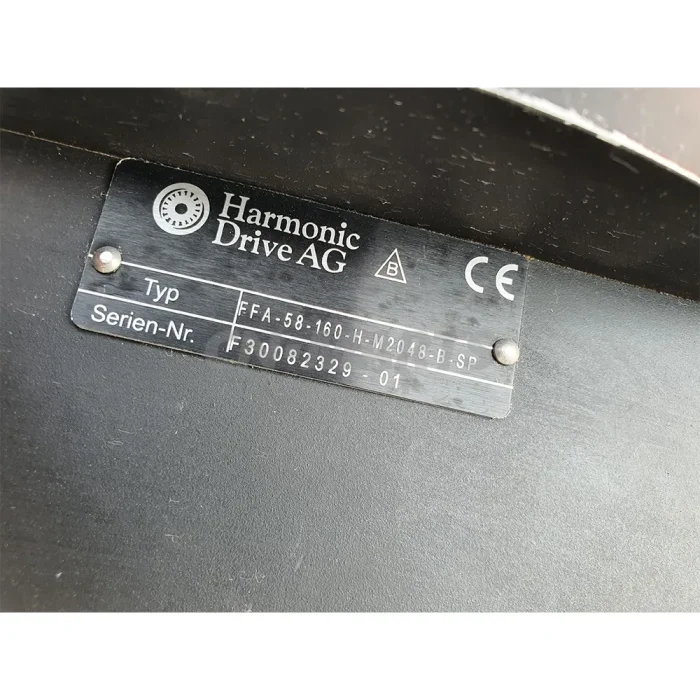 Harmonic
Drive AG
B
CE
Typ FFA-58-160-H-M2048-B-SP
Serien-Nr. F30082329-01